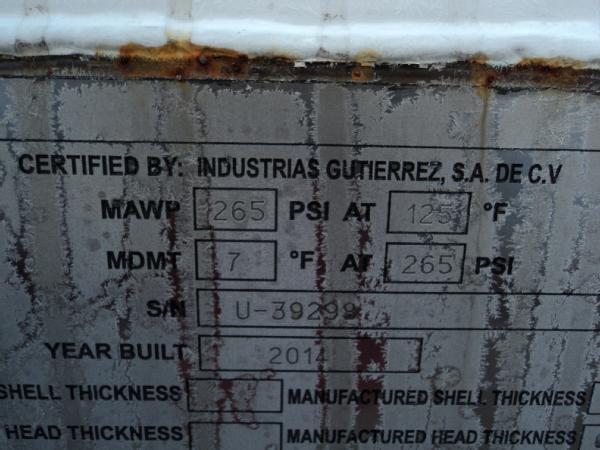 CERTIFIED BY: INDUSTRIAS GUTIERREZ, S.A. DE C.V
MAWP 265 PSI AT 125 °F
MDMT 7 °F AT 265 PSI
S/N U-39299
YEAR BUILT 2014
SHELL THICKNESS MANUFACTURED SHELL THICKNESS
HEAD THICKNESS MANUFACTURED HEAD THICKNESS